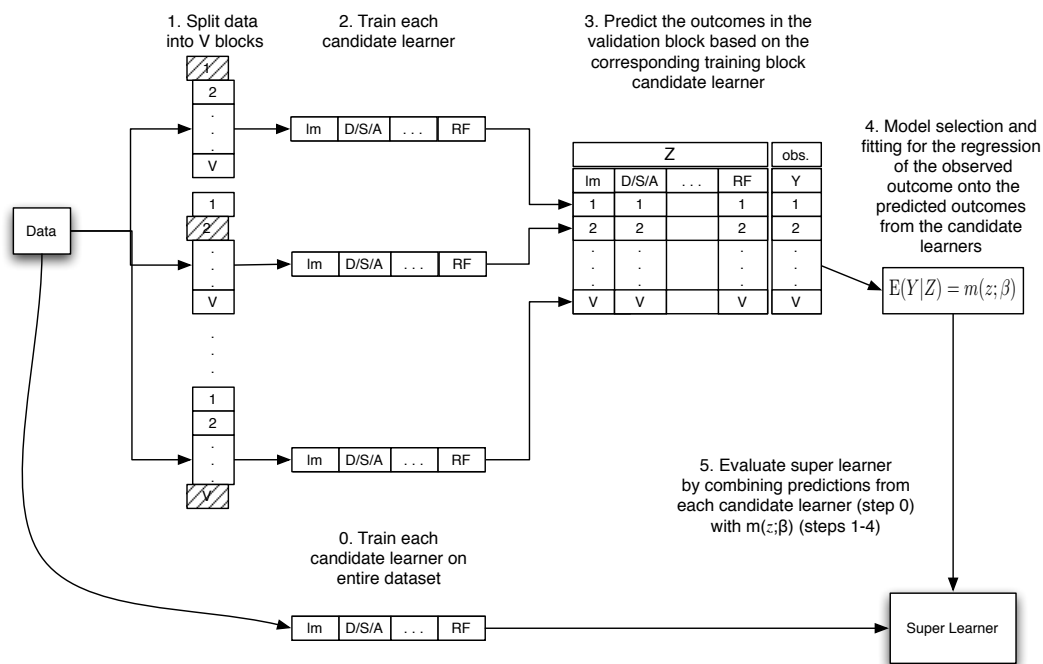 1. Split data
into V blocks
2. Train each
candidate learner
3. Predict the outcomes in the
validation block based on the
corresponding training block
candidate learner
4. Model selection and
fitting for the regression
of the observed
outcome onto the
predicted outcomes
from the candidate
learners
Data
1
2
.
.
.
V
1
2
.
.
.
V
.
.
.
1
2
.
.
.
V
lm D/S/A . . . RF
lm D/S/A . . . RF
lm D/S/A . . . RF
Z obs.
lm D/S/A . . . RF Y
1 1 1 1
2 2 2 2
. . . .
. . . .
. . . .
V V V V
E(Y|Z) = m(z; β)
5. Evaluate super learner
by combining predictions from
each candidate learner (step 0)
with m(z;β) (steps 1-4)
0. Train each
candidate learner on
entire dataset
lm D/S/A . . . RF
Super Learner